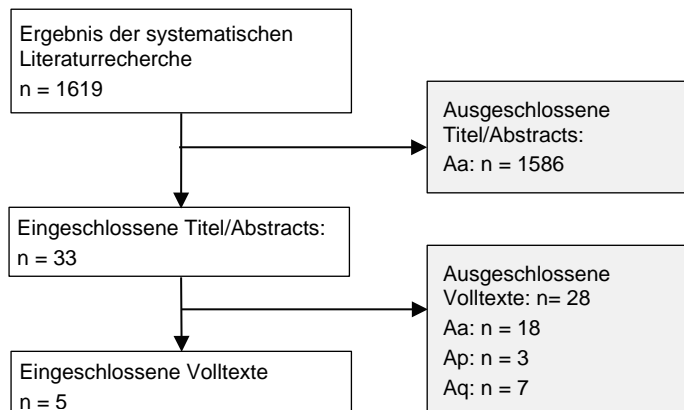 Ergebnis der systematischen
Literaturrecherche
n = 1619
Ausgeschlossene
Titel/Abstracts:
Aa: n = 1586
Eingeschlossene Titel/Abstracts:
n = 33
Ausgeschlossene
Volltexte: n= 28
Aa: n = 18
Ap: n = 3
Aq: n = 7
Eingeschlossene Volltexte
n = 5